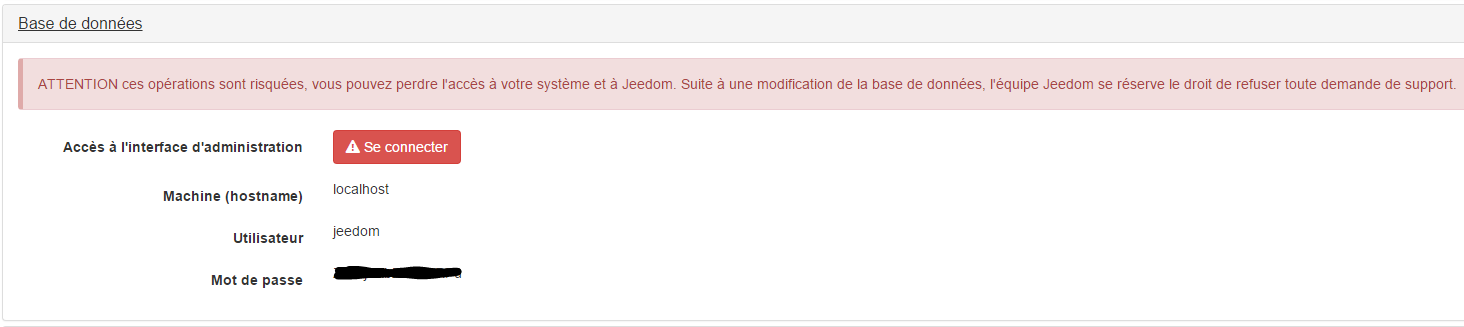 Base de données
ATTENTION ces opérations sont risquées, vous pouvez perdre l'accès à votre système et à Jeedom. Suite à une modification de la base de données, l'équipe Jeedom se réserve le droit de refuser toute demande de support.
Accès à l'interface d'administration Se connecter
Machine (hostname) localhost
Utilisateur jeedom
Mot de passe